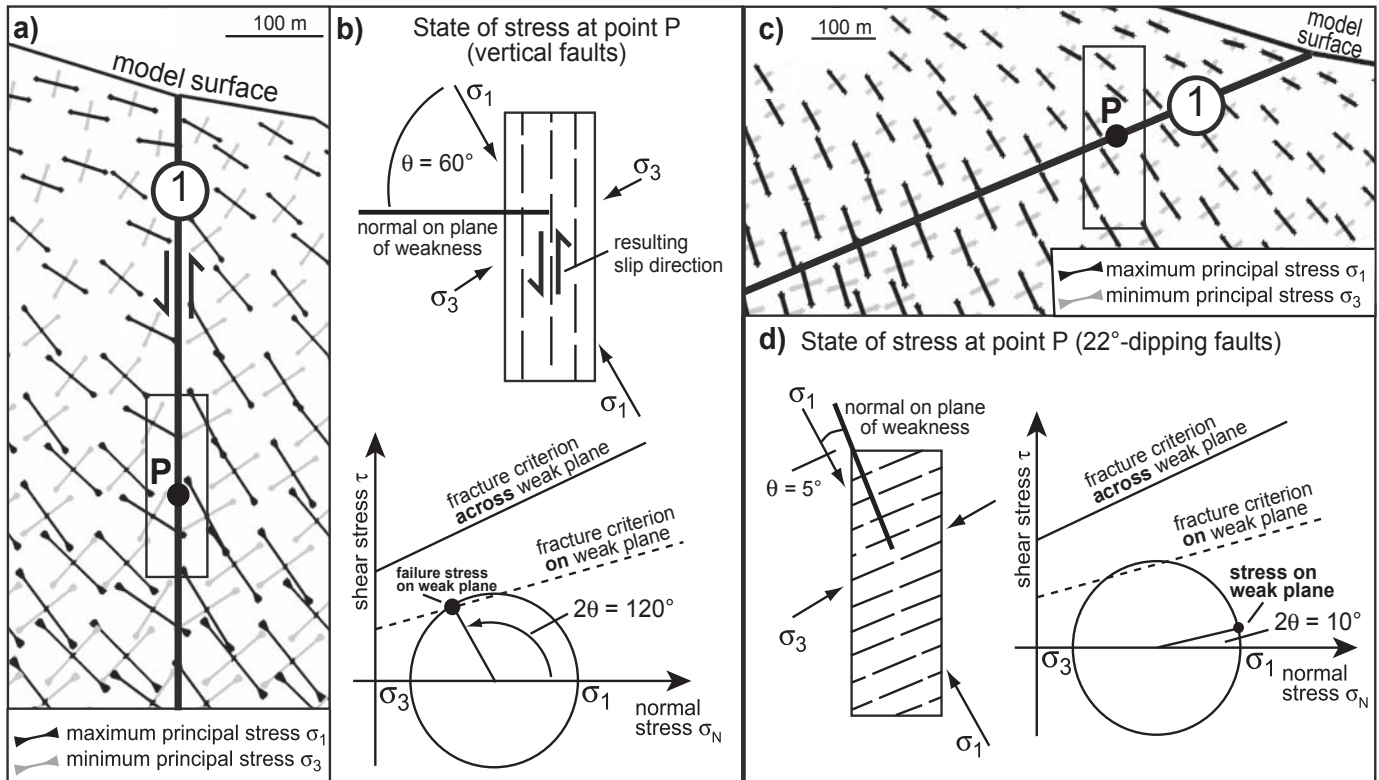 a)
100 m
model surface
1
P
maximum principal stress σ1
minimum principal stress σ3
b)
State of stress at point P
(vertical faults)
σ1
θ = 60°
σ3
normal on plane
of weakness
resulting
slip direction
σ3
σ1
shear stress τ
fracture criterion
across weak plane
fracture criterion
on weak plane
failure stress
on weak plane
2θ = 120°
σ3
σ1
normal
stress σN
c)
100 m
model
surface
P
1
maximum principal stress σ1
minimum principal stress σ3
d)
State of stress at point P (22°-dipping faults)
σ1
normal on plane
of weakness
θ = 5°
σ3
σ1
shear stress τ
fracture criterion
across weak plane
fracture criterion
on weak plane
stress on
weak plane
2θ = 10°
σ3
σ1
normal
stress σN